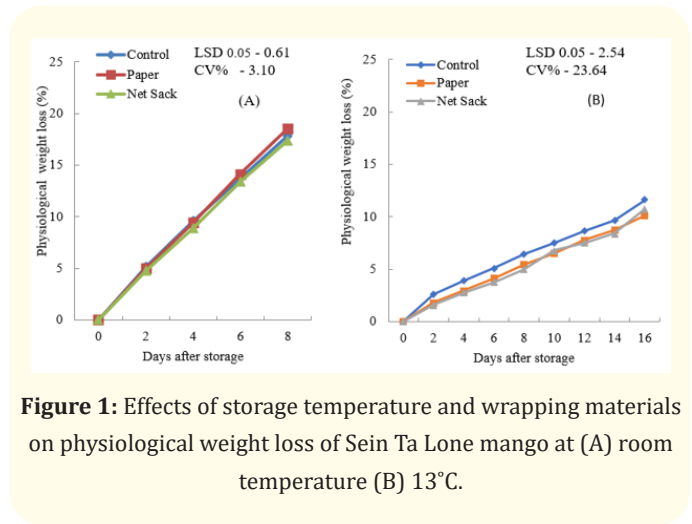 Control
Paper
Net Sack
LSD 0.05 - 0.61
CV% - 3.10
(A)
Physiological weight loss (%)
25
20
15
10
5
0
0 2 4 6 8
Days after storage
Control
Paper
Net Sack
LSD 0.05 - 2.54
CV% - 23.64
(B)
Physiological weight loss (%)
25
20
15
10
5
0
0 2 4 6 8 10 12 14 16
Days after storage
Figure 1: Effects of storage temperature and wrapping materials
on physiological weight loss of Sein Ta Lone mango at (A) room
temperature (B) 13°C.